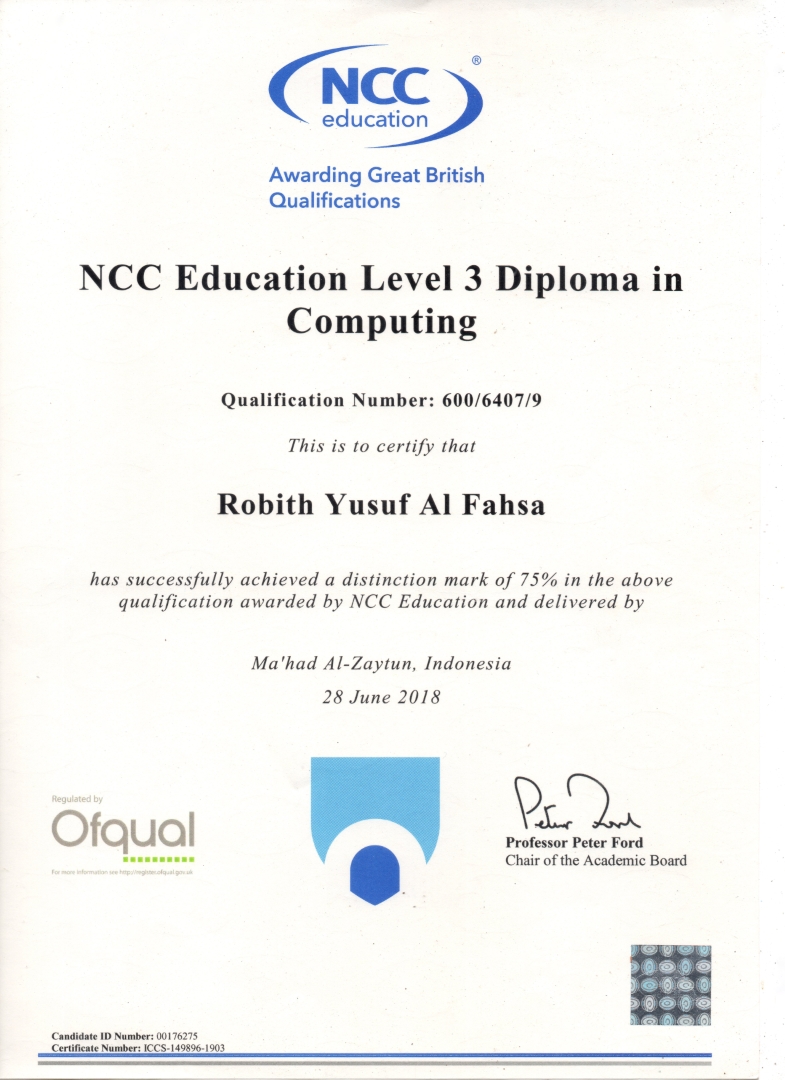 NCC ®
education
Awarding Great British
Qualifications
NCC Education Level 3 Diploma in
Computing
Qualification Number: 600/6407/9
This is to certify that
Robith Yusuf Al Fahsa
has successfully achieved a distinction mark of 75% in the above
qualification awarded by NCC Education and delivered by
Ma'had Al-Zaytun, Indonesia
28 June 2018
Regulated by
Ofqual
For more information see http://register.ofqual.gov.uk
Peter Ford
Professor Peter Ford
Chair of the Academic Board
Candidate ID Number: 00176275
Certificate Number: ICCS-149896-1903